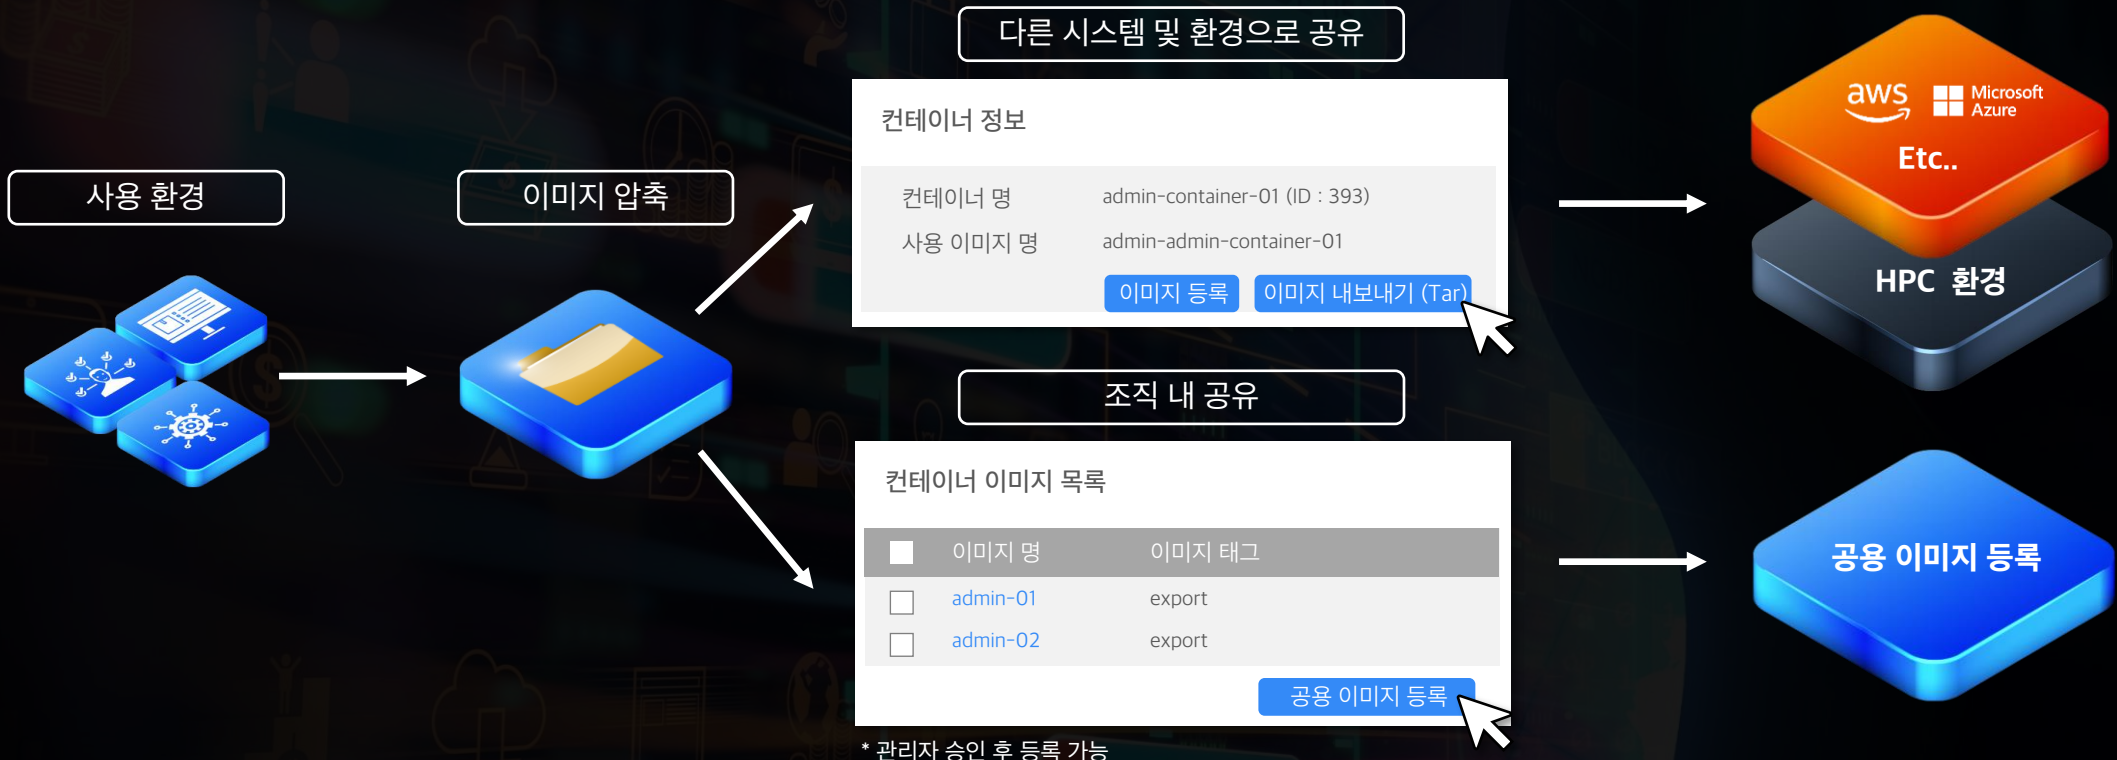 사용 환경
이미지 압축
다른 시스템 및 환경으로 공유
컨테이너 정보
컨테이너 명 admin-container-01 (ID : 393)
사용 이미지 명 admin-admin-container-01
이미지 등록 이미지 내보내기 (Tar)
aws Microsoft Azure
Etc..
HPC 환경
조직 내 공유
컨테이너 이미지 목록
이미지 명 이미지 태그
admin-01 export
admin-02 export
공용 이미지 등록
* 관리자 승인 후 등록 가능
공용 이미지 등록